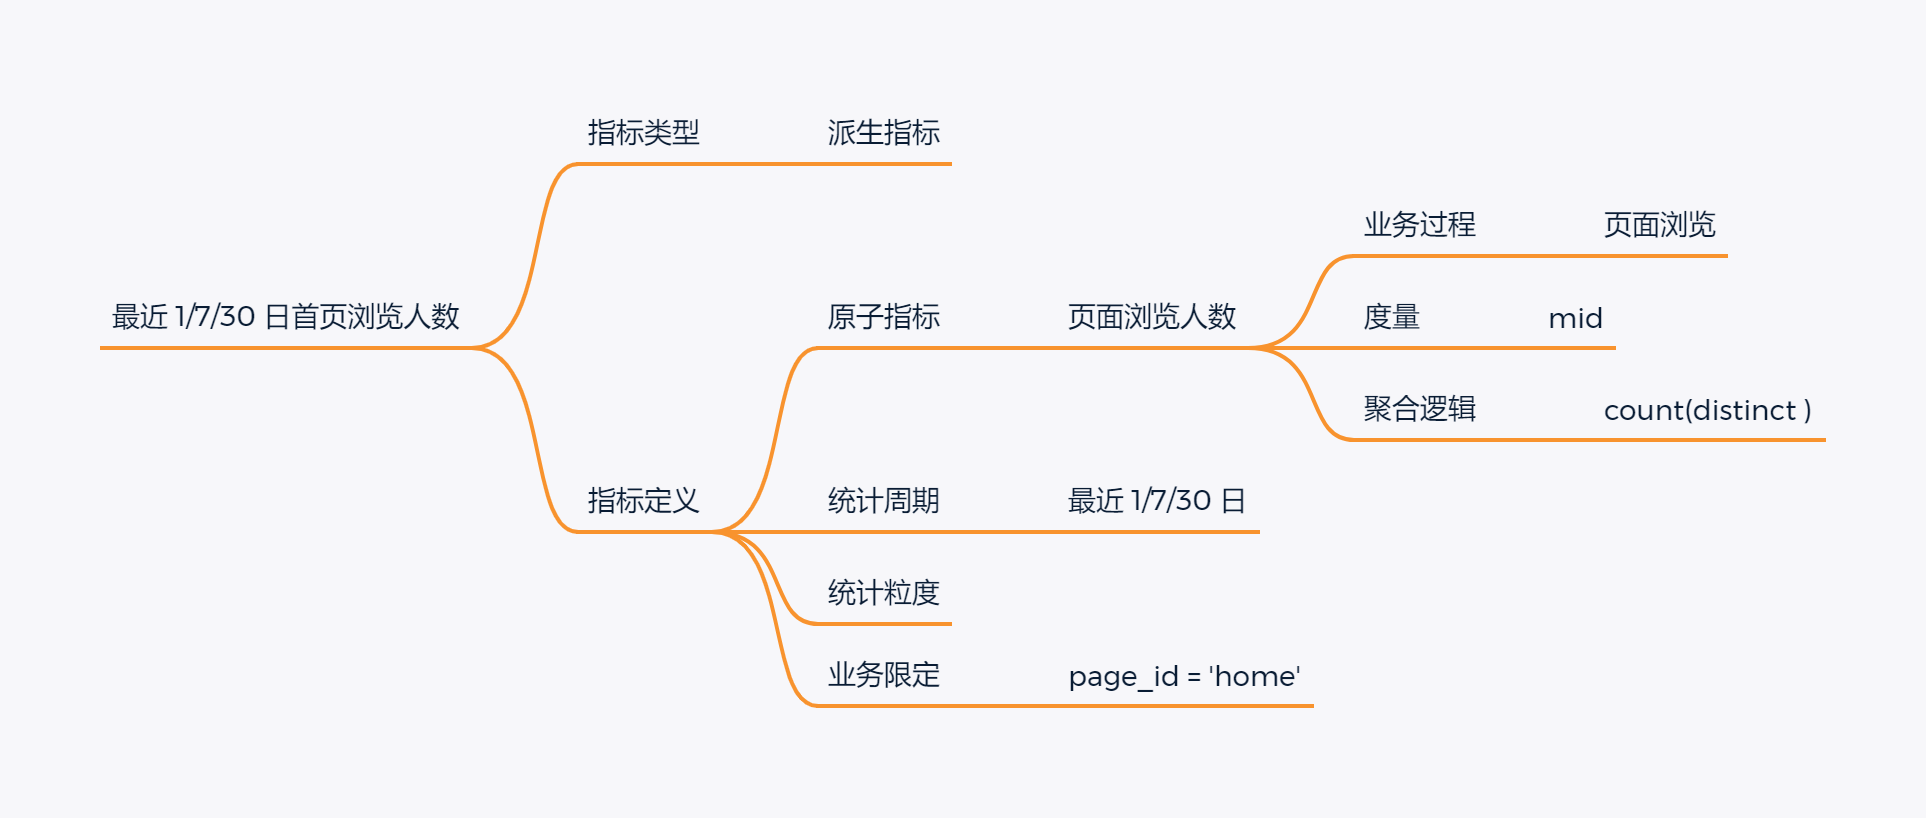 最近 1/7/30 日首页浏览人数
指标类型
派生指标
指标定义
原子指标
页面浏览人数
业务过程
页面浏览
度量
mid
聚合逻辑
count(distinct )
统计周期
最近 1/7/30 日
统计粒度
业务限定
page_id = 'home'